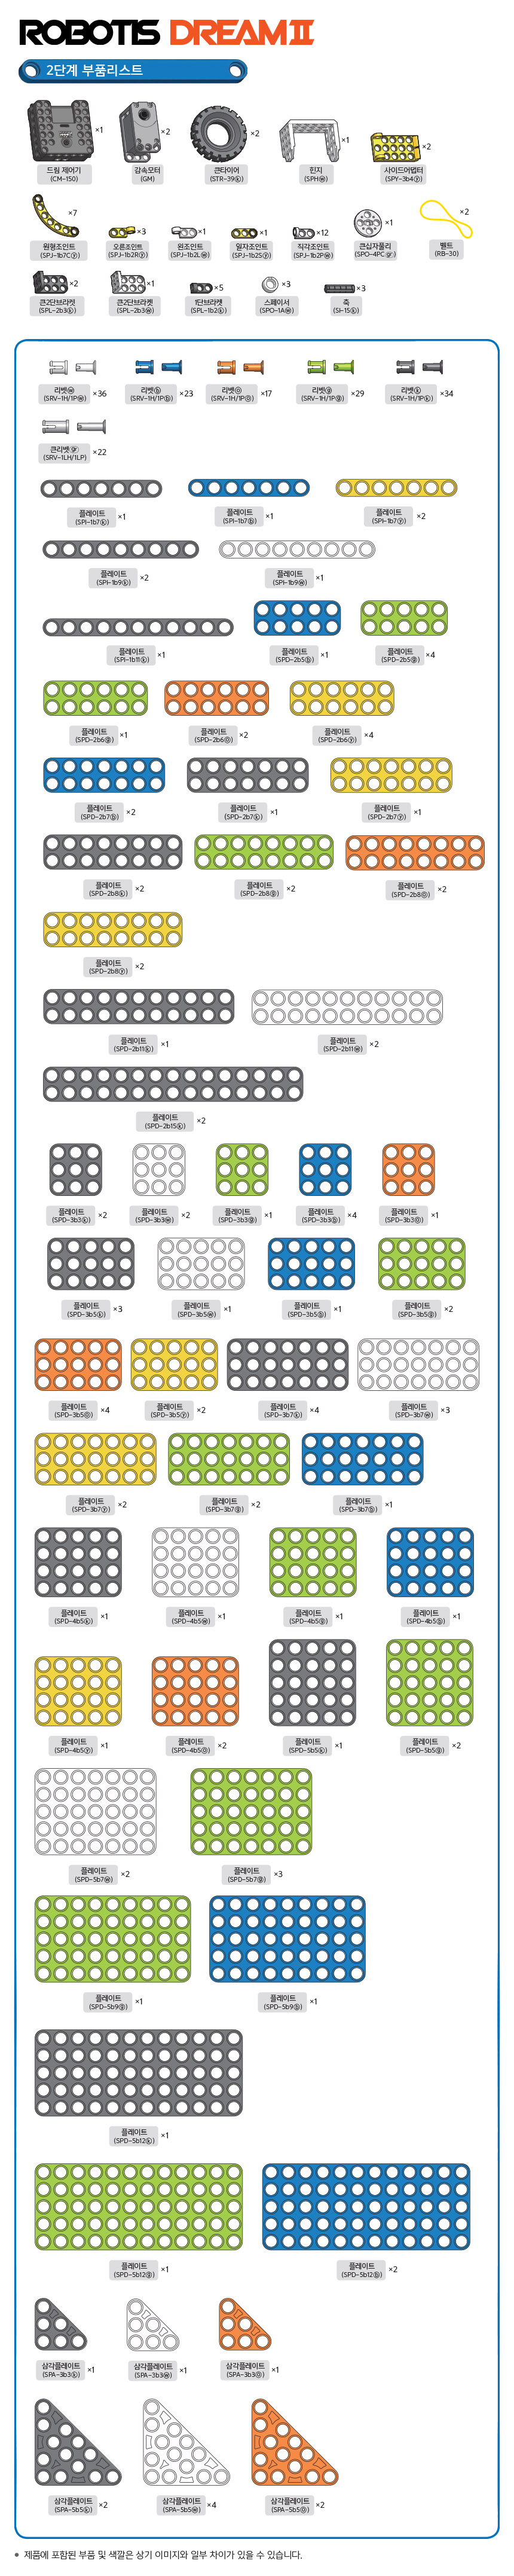 ROBOTIS DREAMⅡ
2단계 부품리스트
드림 제어기
(CM-150)
×1
감속모터
(GM)
×2
큰타이어
(STR-39ⓚ)
×2
힌지
(SPHⓦ)
×1
사이드어댑터
(SPY-3b4ⓨ)
×2
원형조인트
(SPJ-1b7Cⓨ)
×7
오른조인트
(SPJ-1b2Rⓨ)
×3
왼조인트
(SPJ-1b2Lⓦ)
×1
일자조인트
(SPJ-1b2Sⓨ)
×1
직각조인트
(SPJ-1b2Pⓦ)
×12
큰십자풀리
(SPO-4PC㉪)
×1
벨트
(RB-30)
×2
큰2단브라켓
(SPL-2b3ⓚ)
×2
큰2단브라켓
(SPL-2b3ⓦ)
×1
1단브라켓
(SPL-1b2ⓚ)
×5
스페이서
(SPO-1Aⓦ)
×3
축
(SI-15ⓚ)
×3
리벳ⓦ
(SRV-1H/1Pⓦ)
×36
리벳ⓑ
(SRV-1H/1Pⓑ)
×23
리벳ⓞ
(SRV-1H/1Pⓞ)
×17
리벳ⓖ
(SRV-1H/1Pⓖ)
×29
리벳ⓚ
(SRV-1H/1Pⓚ)
×34
큰리벳
(SRV-1LH/1LP)
×22
플레이트
(SPI-1b7ⓚ)
×1
플레이트
(SPI-1b7ⓑ)
×1
플레이트
(SPI-1b7ⓨ)
×2
플레이트
(SPI-1b9ⓚ)
×2
플레이트
(SPI-1b9ⓦ)
×1
플레이트
(SPI-1b11ⓚ)
×1
플레이트
(SPD-2b5ⓑ)
×1
플레이트
(SPD-2b5ⓖ)
×4
플레이트
(SPD-2b6ⓖ)
×1
플레이트
(SPD-2b6ⓞ)
×2
플레이트
(SPD-2b6ⓨ)
×4
플레이트
(SPD-2b7ⓑ)
×2
플레이트
(SPD-2b7ⓚ)
×1
플레이트
(SPD-2b7ⓨ)
×1
플레이트
(SPD-2b8ⓚ)
×2
플레이트
(SPD-2b8ⓖ)
×2
플레이트
(SPD-2b8ⓞ)
×2
플레이트
(SPD-2b8ⓨ)
×2
플레이트
(SPD-2b11ⓚ)
×1
플레이트
(SPD-2b11ⓦ)
×2
플레이트
(SPD-2b15ⓚ)
×2
플레이트
(SPD-3b3ⓚ)
×2
플레이트
(SPD-3b3ⓦ)
×2
플레이트
(SPD-3b3ⓖ)
×1
플레이트
(SPD-3b3ⓑ)
×4
플레이트
(SPD-3b3ⓞ)
×1
플레이트
(SPD-3b5ⓚ)
×3
플레이트
(SPD-3b5ⓦ)
×1
플레이트
(SPD-3b5ⓑ)
×1
플레이트
(SPD-3b5ⓖ)
×2
플레이트
(SPD-3b5ⓞ)
×4
플레이트
(SPD-3b5ⓨ)
×2
플레이트
(SPD-3b7ⓚ)
×4
플레이트
(SPD-3b7ⓦ)
×3
플레이트
(SPD-3b7ⓨ)
×2
플레이트
(SPD-3b7ⓖ)
×2
플레이트
(SPD-3b7ⓑ)
×1
플레이트
(SPD-4b5ⓚ)
×1
플레이트
(SPD-4b5ⓦ)
×1
플레이트
(SPD-4b5ⓖ)
×1
플레이트
(SPD-4b5ⓑ)
×1
플레이트
(SPD-4b5ⓨ)
×1
플레이트
(SPD-4b5ⓞ)
×2
플레이트
(SPD-5b5ⓚ)
×1
플레이트
(SPD-5b5ⓖ)
×2
플레이트
(SPD-5b7ⓦ)
×2
플레이트
(SPD-5b7ⓖ)
×3
플레이트
(SPD-5b9ⓖ)
×1
플레이트
(SPD-5b9ⓑ)
×1
플레이트
(SPD-5b12ⓚ)
×1
플레이트
(SPD-5b12ⓖ)
×1
플레이트
(SPD-5b12ⓑ)
×2
삼각플레이트
(SPA-3b3ⓚ)
×1
삼각플레이트
(SPA-3b3ⓦ)
×1
삼각플레이트
(SPA-3b3ⓞ)
×1
삼각플레이트
(SPA-5b5ⓚ)
×2
삼각플레이트
(SPA-5b5ⓦ)
×4
삼각플레이트
(SPA-5b5ⓞ)
×2
● 제품에 포함된 부품 및 색깔은 상기 이미지와 일부 차이가 있을 수 있습니다.